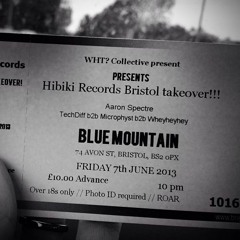 WHT? Collective present
PRESENTS
Hibiki Records Bristol takeover!!!
Aaron Spectre
TechDiff b2b Microphyst b2b Wheyheyhey
BLUE MOUNTAIN
74 AVON ST, BRISTOL, BS2 0PX
FRIDAY 7th JUNE 2013
£10.00 Advance 10 pm
Over 18s only // Photo ID required // ROAR
1016
cords
EOVER!
2013